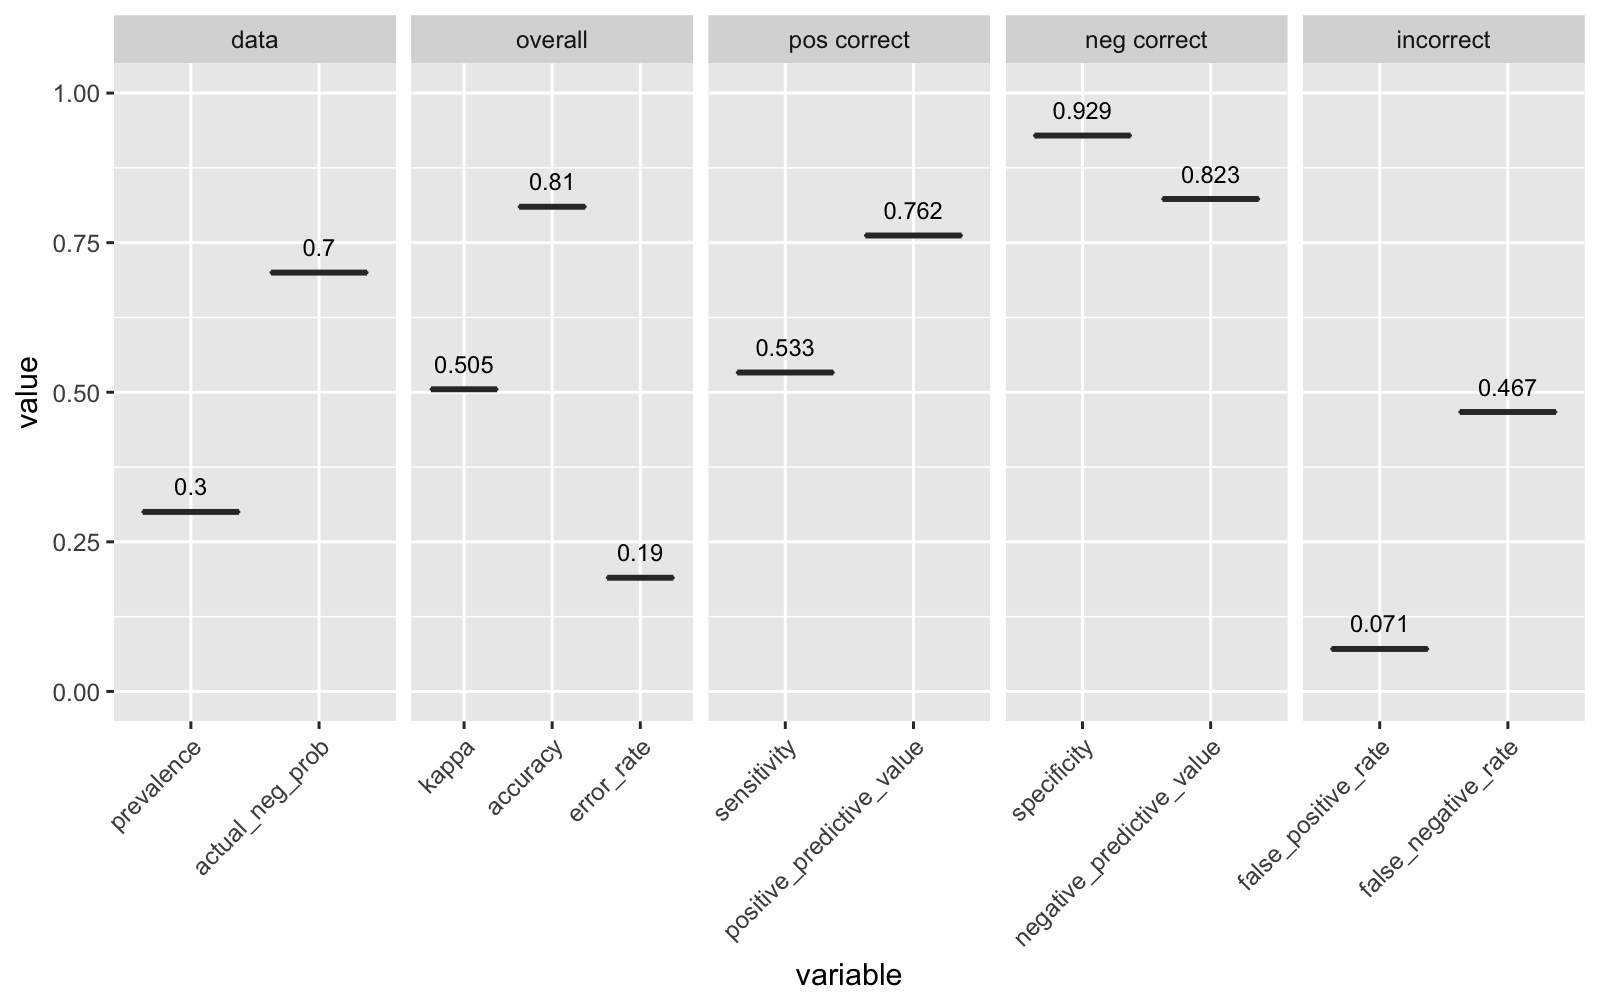 data overall pos correct neg correct incorrect
1.00
0.929
0.81
0.823
0.762
0.75
0.7
0.533
0.505
0.50
0.467
0.3
0.25
0.19
0.071
0.00
value
prevalence
actual_neg_prob
kappa
accuracy
error_rate
sensitivity
positive_predictive_value
specificity
negative_predictive_value
false_positive_rate
false_negative_rate
variable